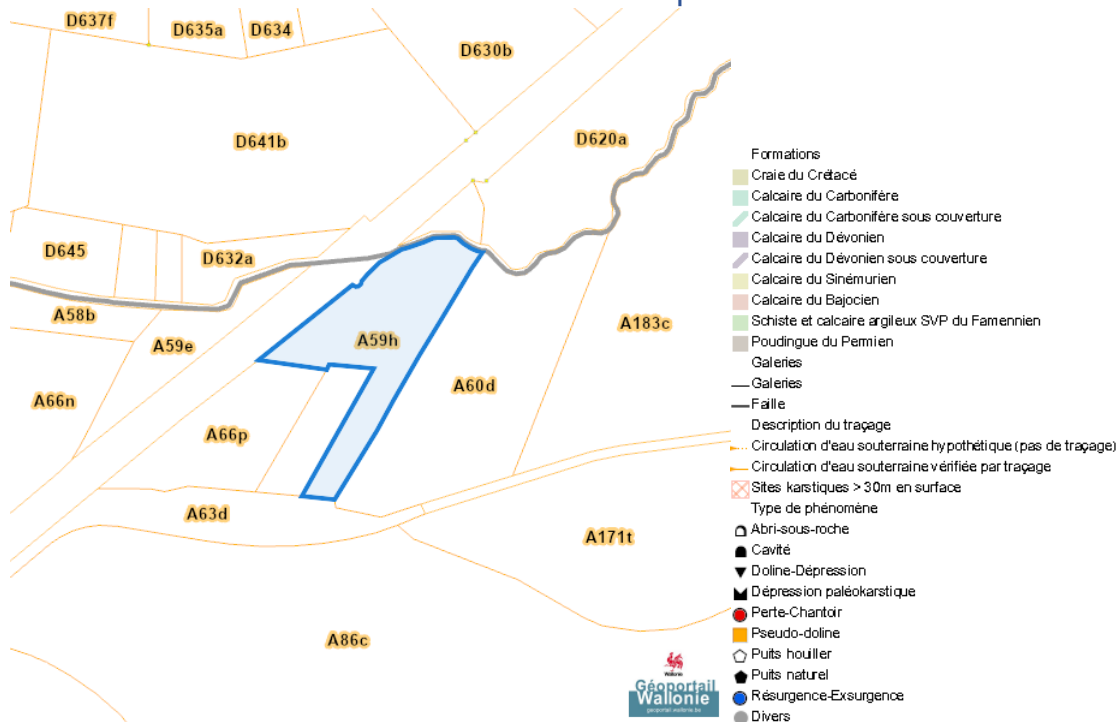 D637f
D635a
D634
D630b
D641b
D620a
D645
D632a
A58b
A59e
A59h
A183c
A66n
A60d
A66p
A63d
A171t
A86c
Formations
Craie du Crétacé
Calcaire du Carbonifère
Calcaire du Carbonifère sous couverture
Calcaire du Dévonien
Calcaire du Dévonien sous couverture
Calcaire du Sinémurien
Calcaire du Bajocien
Schiste et calcaire argileux SVP du Famennien
Poudingue du Permien
Galeries
Galeries
Faille
Description du traçage
Circulation d'eau souterraine hypothétique (pas de traçage)
Circulation d'eau souterraine vérifiée par traçage
Sites karstiques > 30m en surface
Type de phénomène
Abri-sous-roche
Cavité
Doline-Dépression
Dépression paléokarstique
Perte-Chantoir
Pseudo-doline
Puits houiller
Puits naturel
Résurgence-Exsurgence
Divers
Wallonie
Géoportail
Wallonie
geoportail.wallonie.be